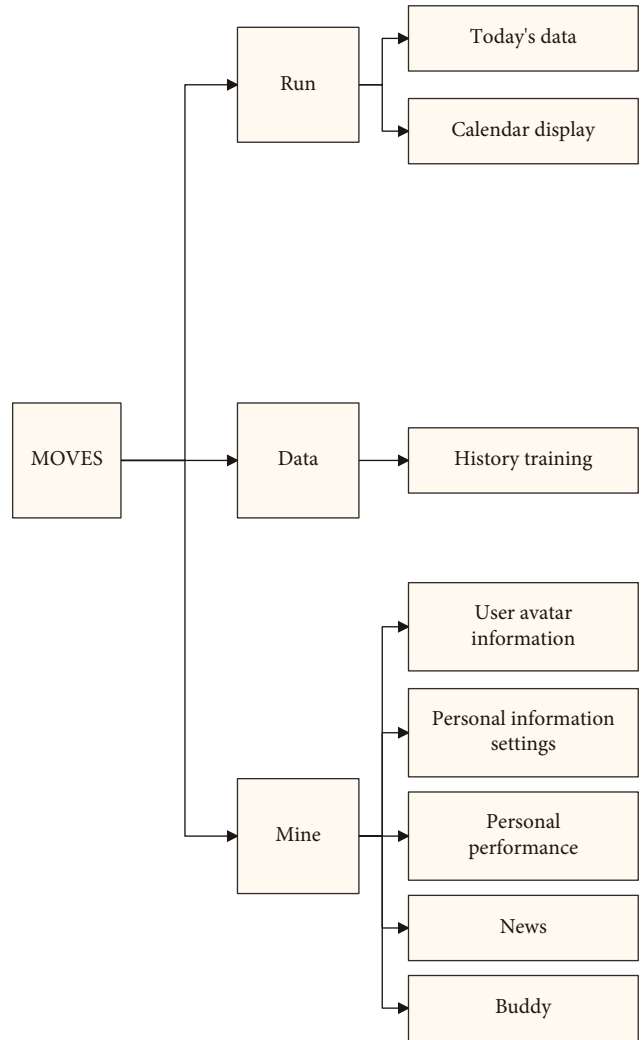 Today's data
Run
Calendar display
MOVES
Data
History training
User avatar
information
Personal information
settings
Mine
Personal
performance
News
Buddy